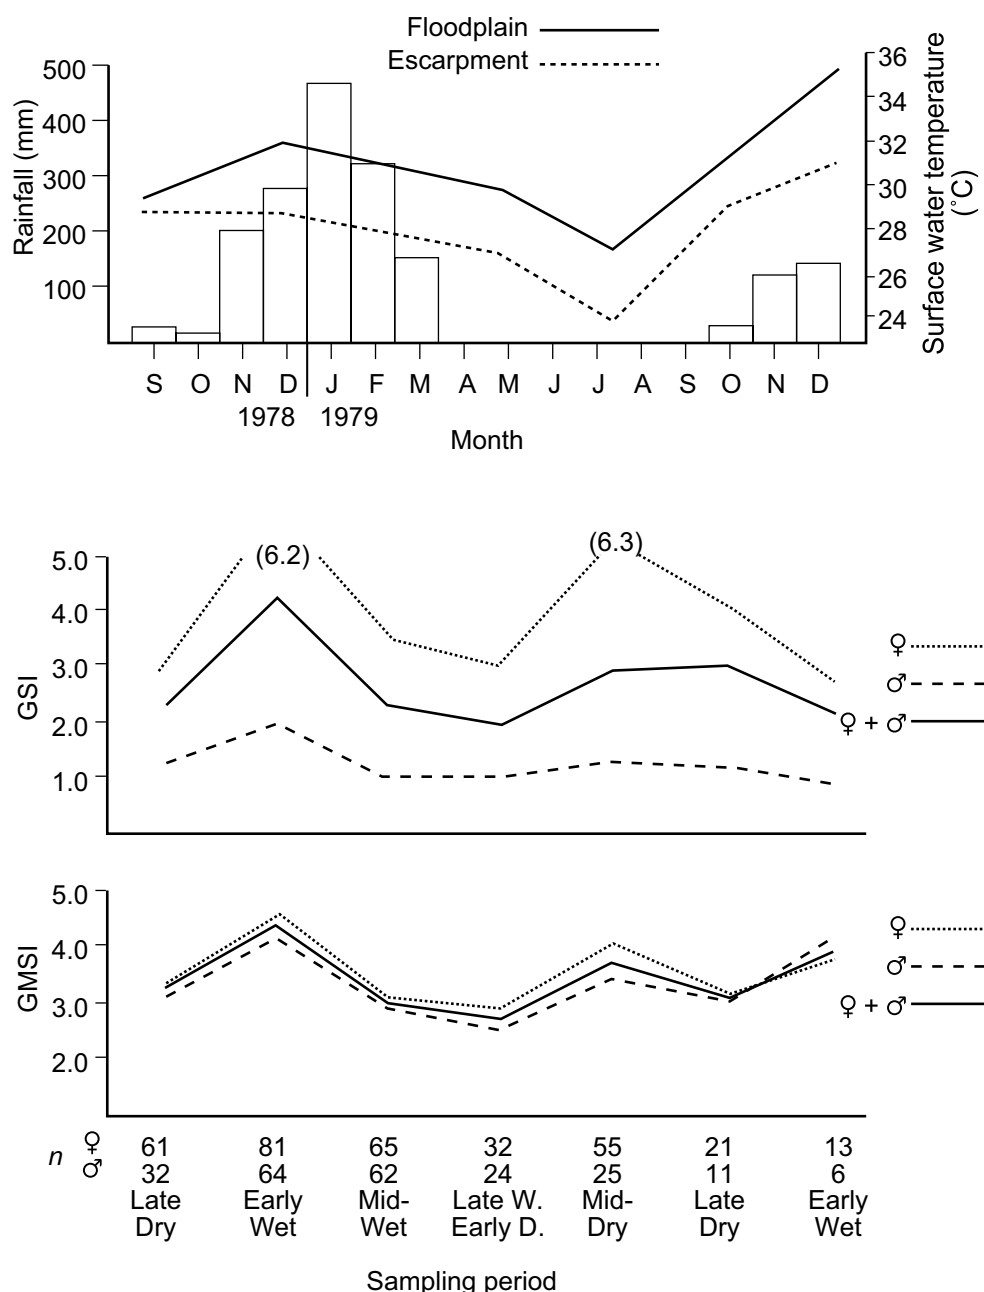 Floodplain
Escarpment
500
400
300
200
100
Rainfall (mm)
36
34
32
30
28
26
24
Surface water temperature
(˚C)
S O N D J F M A M J J A S O N D
1978 1979
Month
5.0
4.0
3.0
2.0
1.0
GSI
(6.2)
(6.3)
♀
♂
♀ + ♂
5.0
4.0
3.0
2.0
GMSI
♀
♂
♀ + ♂
n ♀ 61 81 65 32 55 21 13
♂ 32 64 62 24 25 11 6
Late Early Mid- Late W. Mid- Late Early
Dry Wet Wet Early D. Dry Dry Wet
Sampling period